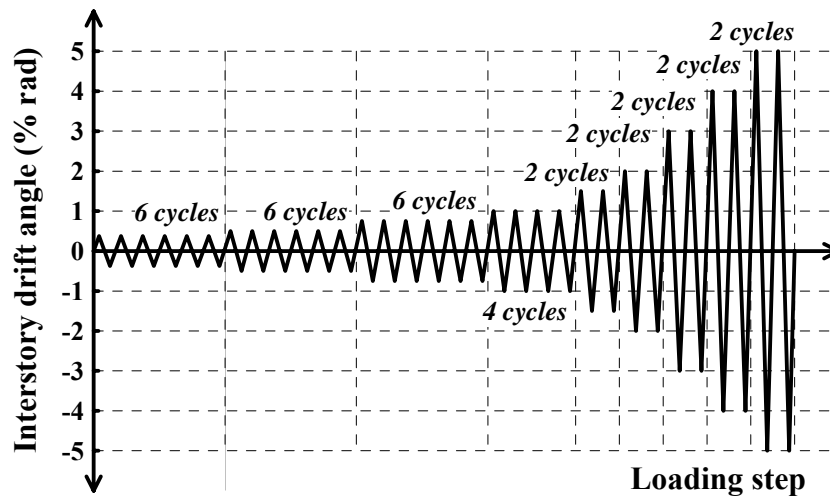 2 cycles
5
2 cycles
4
2 cycles
3
2 cycles
2
2 cycles
6 cycles
6 cycles
6 cycles
1
0
-1
4 cycles
-2
-3
-4
-5
Interstory drift angle (% rad)
Loading step